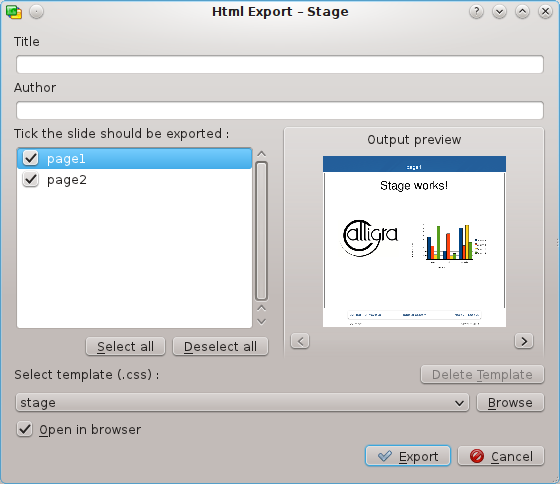 Html Export – Stage
Title
Author
Tick the slide should be exported :
page1
page2
Output preview
page1
Stage works!
Calligra
Select all
Deselect all
Select template (.css) :
Delete Template
stage
Browse
Open in browser
Export
Cancel